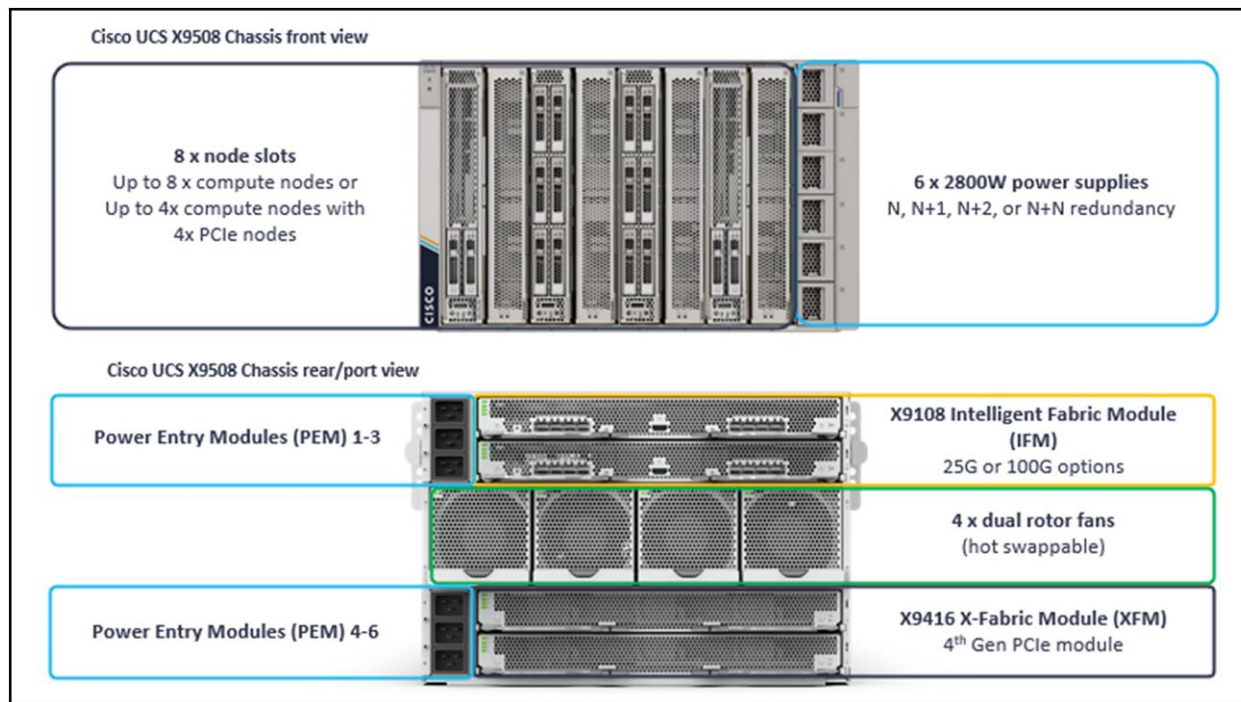 Cisco UCS X9508 Chassis front view
8 x node slots
Up to 8 x compute nodes or
Up to 4x compute nodes with
4x PCIe nodes
CISCO
6 x 2800W power supplies
N, N+1, N+2, or N+N redundancy
Cisco UCS X9508 Chassis rear/port view
Power Entry Modules (PEM) 1-3
X9108 Intelligent Fabric Module
(IFM)
25G or 100G options
4 x dual rotor fans
(hot swappable)
Power Entry Modules (PEM) 4-6
X9416 X-Fabric Module (XFM)
4th Gen PCIe module